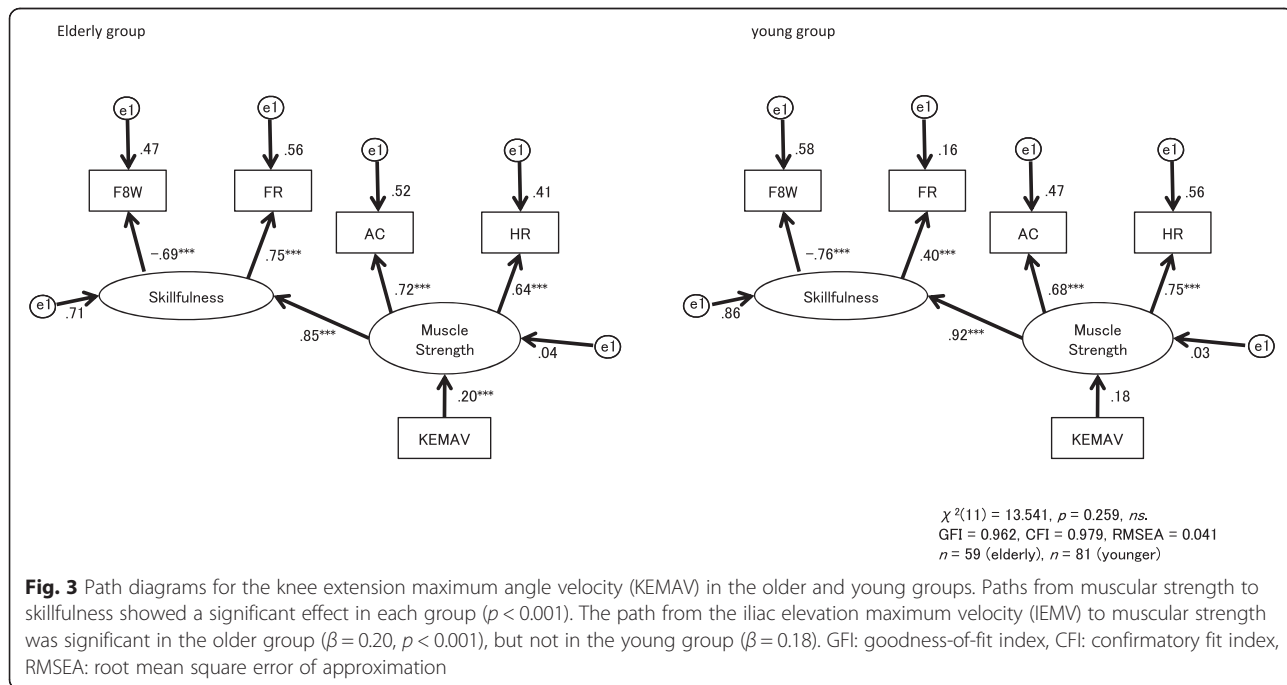 Elderly group
young group
e1
e1
e1
e1
.47
.56
.52
.41
F8W
FR
AC
HR
−.69***
.75***
.72***
.64***
e1
.71
Skillfulness
.85***
Muscle
Strength
.04
e1
.20***
KEMAV
e1
e1
e1
e1
.58
.16
.47
.56
F8W
FR
AC
HR
−.76***
.40***
.68***
.75***
e1
.86
Skillfulness
.92***
Muscle
Strength
.03
e1
.18
KEMAV
χ²(11) = 13.541, p = 0.259, ns.
GFI = 0.962, CFI = 0.979, RMSEA = 0.041
n = 59 (elderly), n = 81 (younger)
Fig. 3 Path diagrams for the knee extension maximum angle velocity (KEMAV) in the older and young groups. Paths from muscular strength to
skillfulness showed a significant effect in each group (p < 0.001). The path from the iliac elevation maximum velocity (IEMV) to muscular strength
was significant in the older group (β = 0.20, p < 0.001), but not in the young group (β = 0.18). GFI: goodness-of-fit index, CFI: confirmatory fit index,
RMSEA: root mean square error of approximation